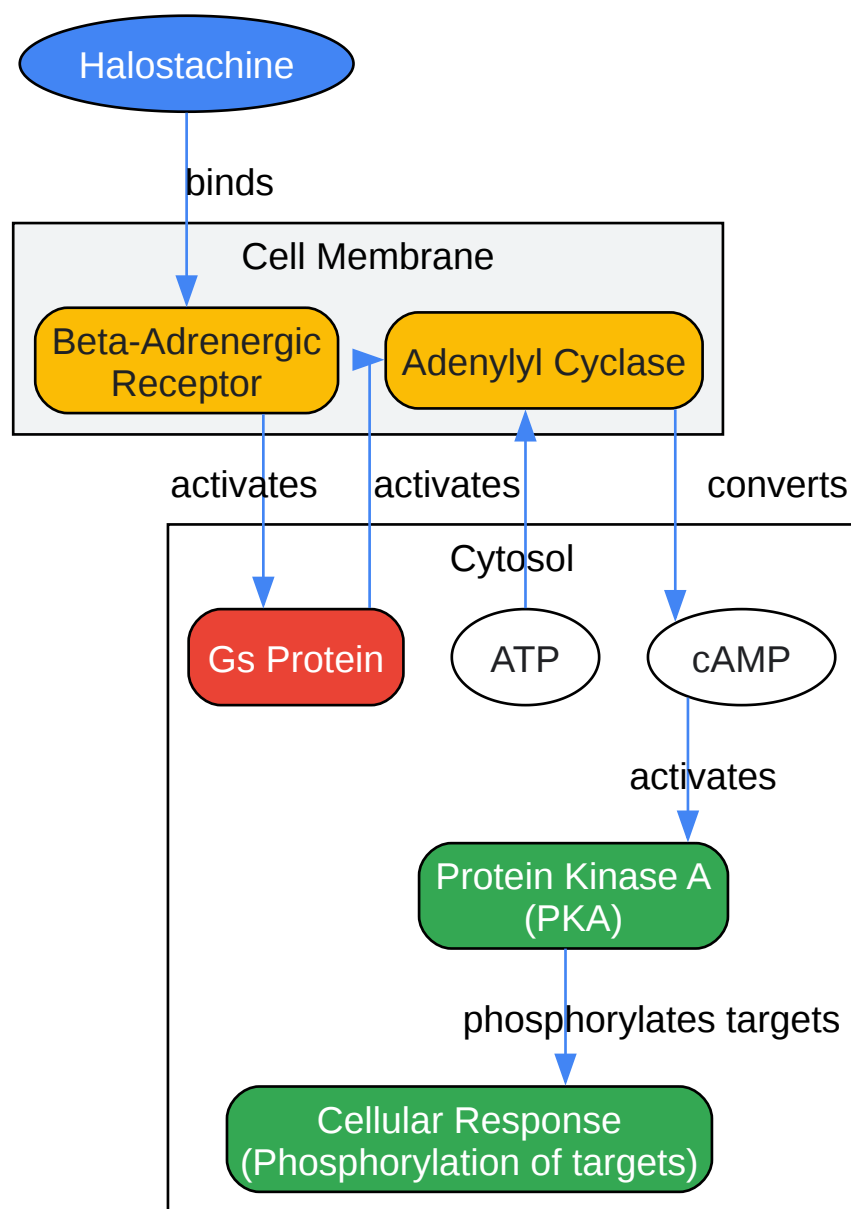 Halostachine
binds
Cell Membrane
Beta-Adrenergic
Receptor
Adenylyl Cyclase
activates
activates
converts
Cytosol
Gs Protein
ATP
cAMP
activates
Protein Kinase A
(PKA)
phosphorylates targets
Cellular Response
(Phosphorylation of targets)